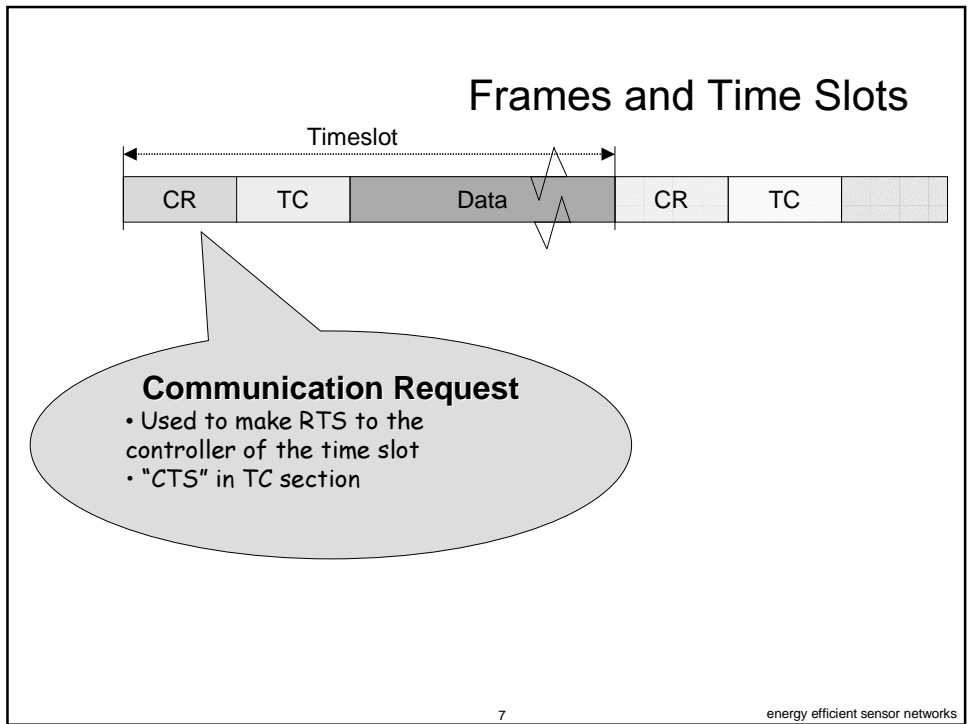 Frames and Time Slots
Timeslot
CR TC Data CR TC
Communication Request
• Used to make RTS to the
controller of the time slot
• “CTS” in TC section
7 energy efficient sensor networks